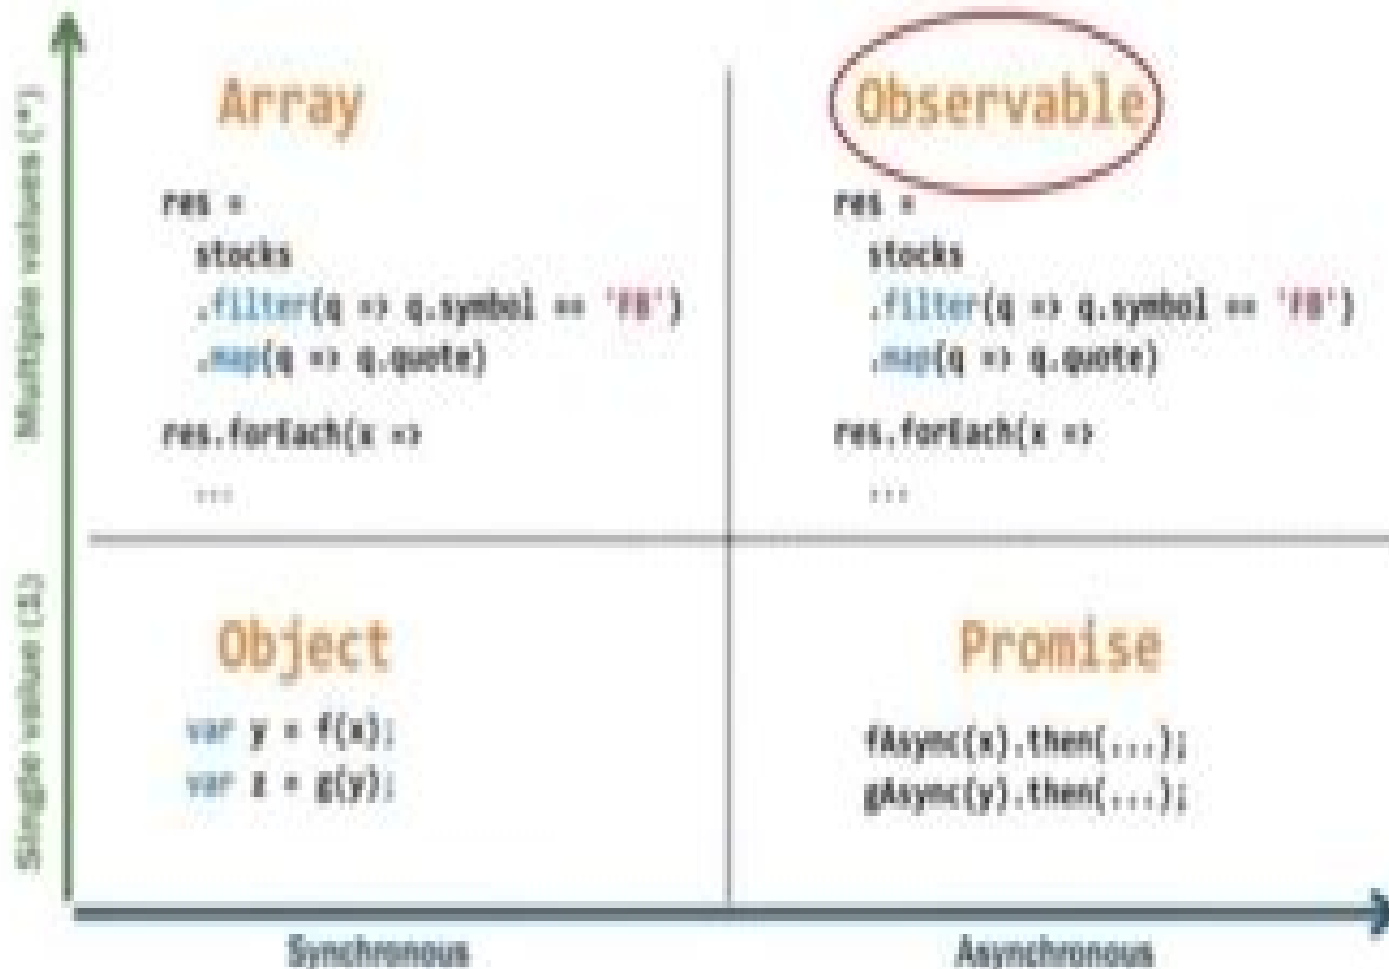 Multiple values (*)
Array
res =
stocks
.filter(q => q.symbol == 'FB')
.map(q => q.quote)
res.forEach(x =>
...
Observable
res =
stocks
.filter(q => q.symbol == 'FB')
.map(q => q.quote)
res.forEach(x =>
...
Single value (1)
Object
var y = f(x);
var z = g(y);
Promise
fAsync(x).then(...);
gAsync(y).then(...);
Synchronous
Asynchronous